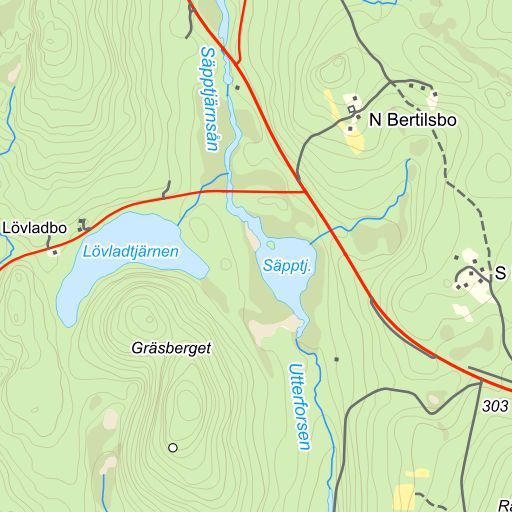 Säpptjärnsån
N Bertilsbo
Lövladbo
Lövladtjärnen
Säpptj.
S
Gräsberget
Utterforsen
303